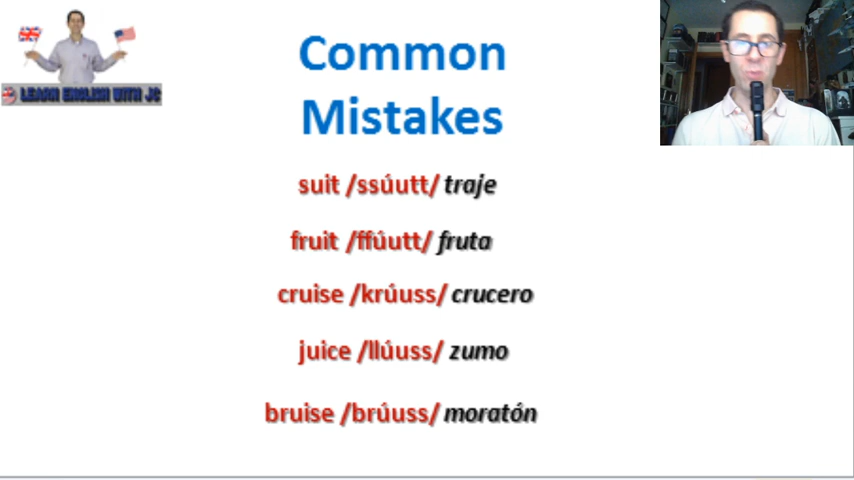 LEARN ENGLISH WITH JC
Common
Mistakes
suit /ssúutt/ traje
fruit /ffúutt/ fruta
cruise /krúuss/ crucero
juice /llúuss/ zumo
bruise /brúuss/ moratón